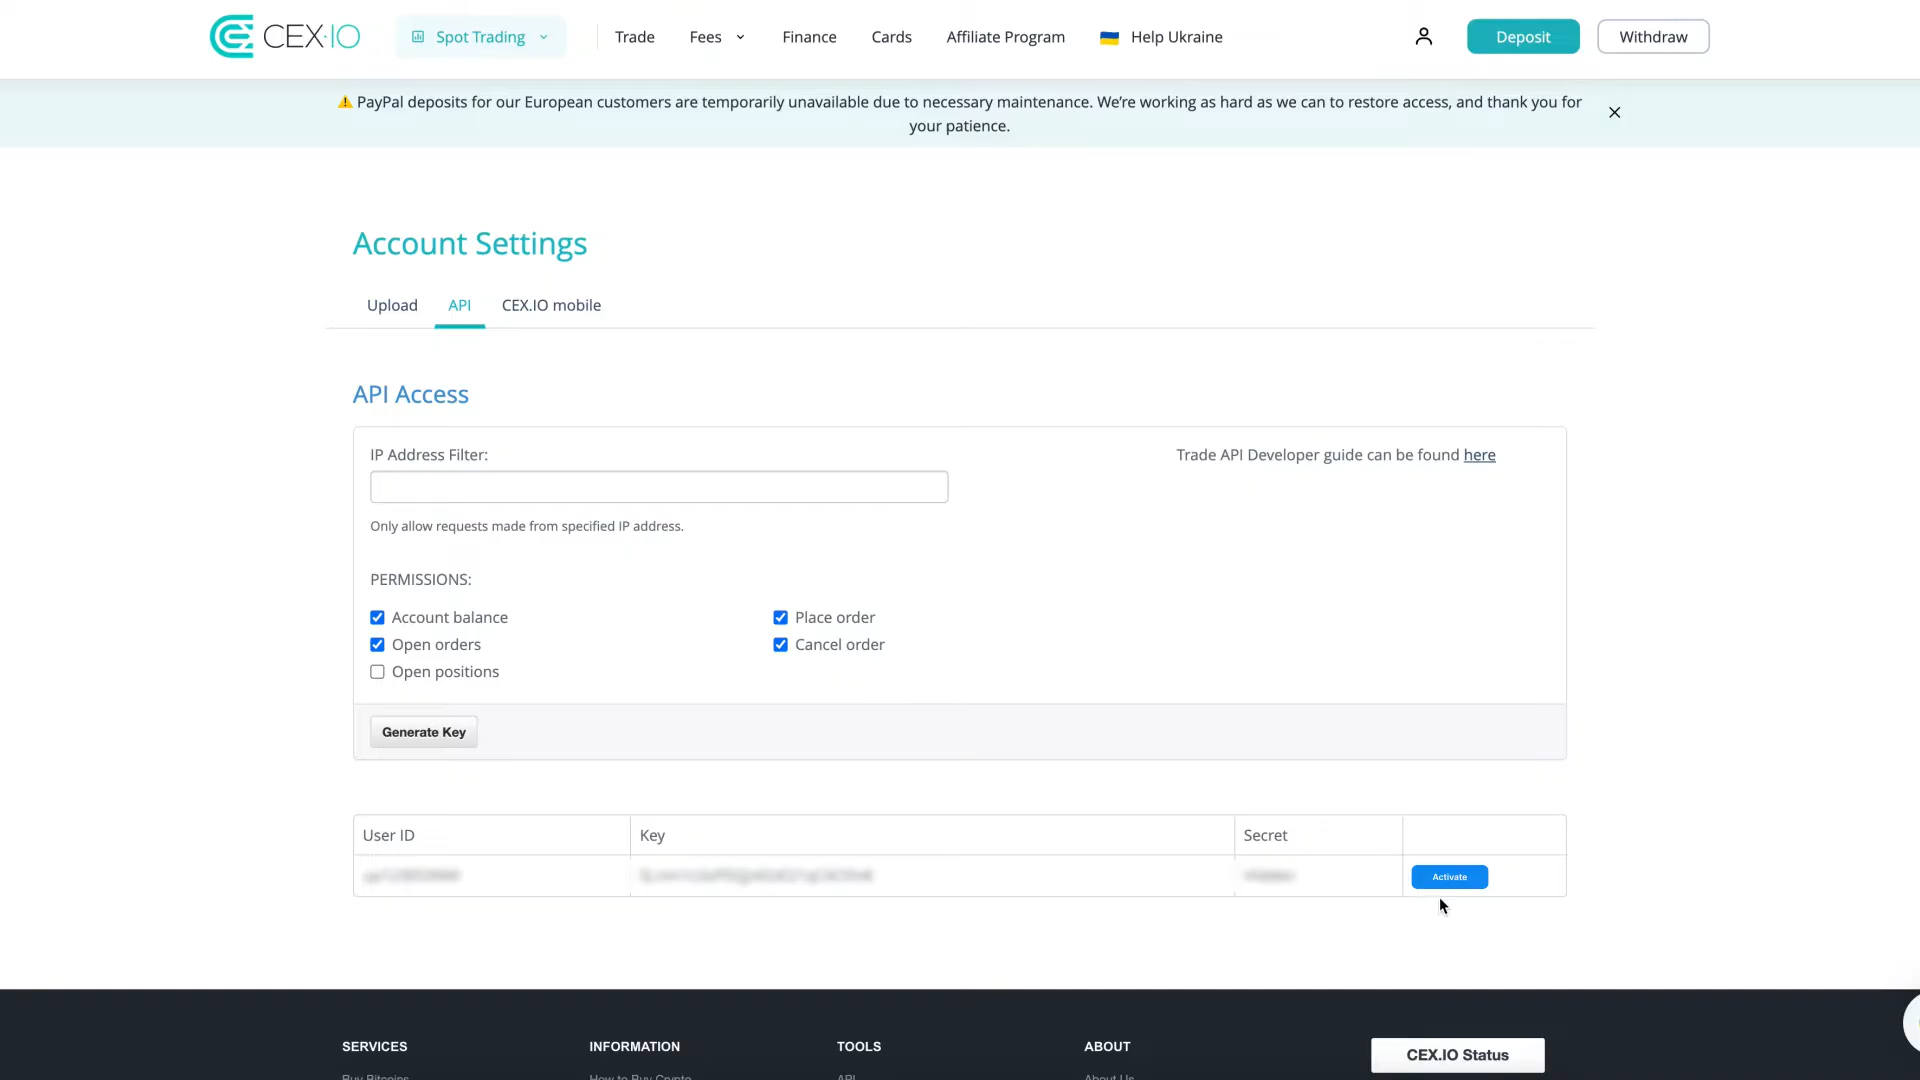 CEX·IO
Spot Trading
Trade
Fees
Finance
Cards
Affiliate Program
Help Ukraine
Deposit
Withdraw
PayPal deposits for our European customers are temporarily unavailable due to necessary maintenance. We’re working as hard as we can to restore access, and thank you for
your patience.
Account Settings
Upload
API
CEX.IO mobile
API Access
IP Address Filter:
Trade API Developer guide can be found here
Only allow requests made from specified IP address.
PERMISSIONS:
Account balance
Place order
Open orders
Cancel order
Open positions
Generate Key
User ID
Key
Secret
Activate
SERVICES
INFORMATION
TOOLS
ABOUT
CEX.IO Status
Buy Bitcoins
How to Buy Crypto
API
About Us